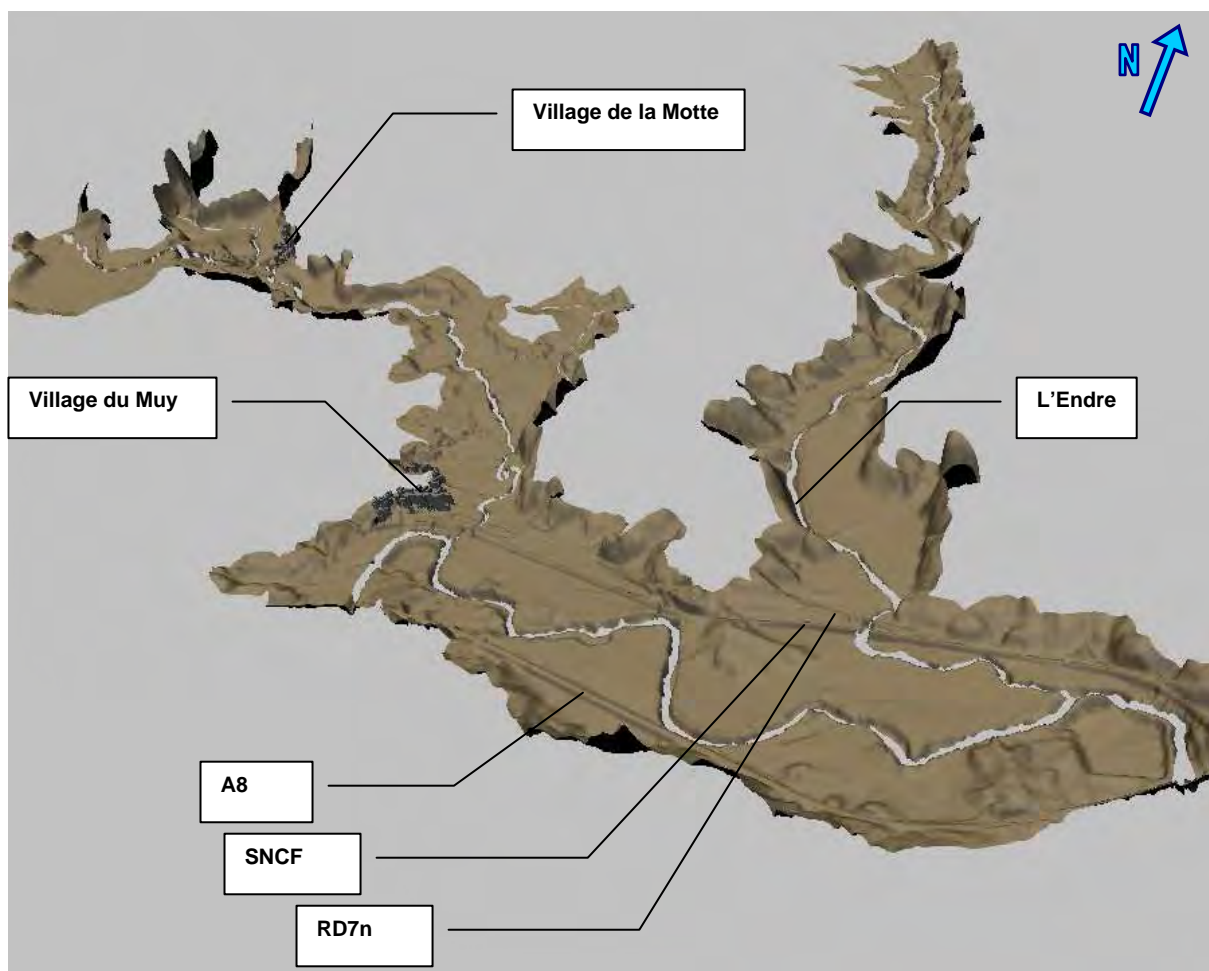 N
Village de la Motte
Village du Muy
L'Endre
A8
SNCF
RD7n